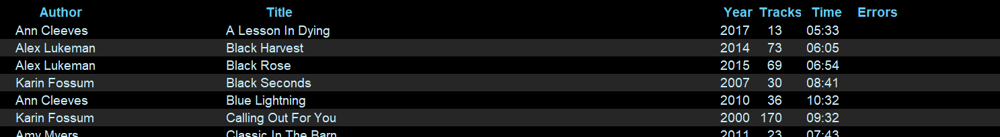 Author Title Year Tracks Time Errors
Ann Cleeves A Lesson In Dying 2017 13 05:33
Alex Lukeman Black Harvest 2014 73 06:05
Alex Lukeman Black Rose 2015 69 06:54
Karin Fossum Black Seconds 2007 30 08:41
Ann Cleeves Blue Lightning 2010 36 10:32
Karin Fossum Calling Out For You 2000 170 09:32
Amy Myers Classic In The Barn 2011 23 07:43